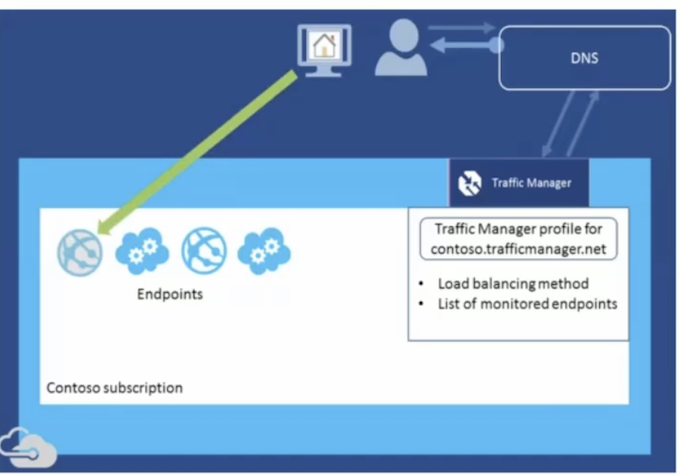 DNS
Traffic Manager
Traffic Manager profile for
contoso.trafficmanager.net
• Load balancing method
• List of monitored endpoints
Endpoints
Contoso subscription